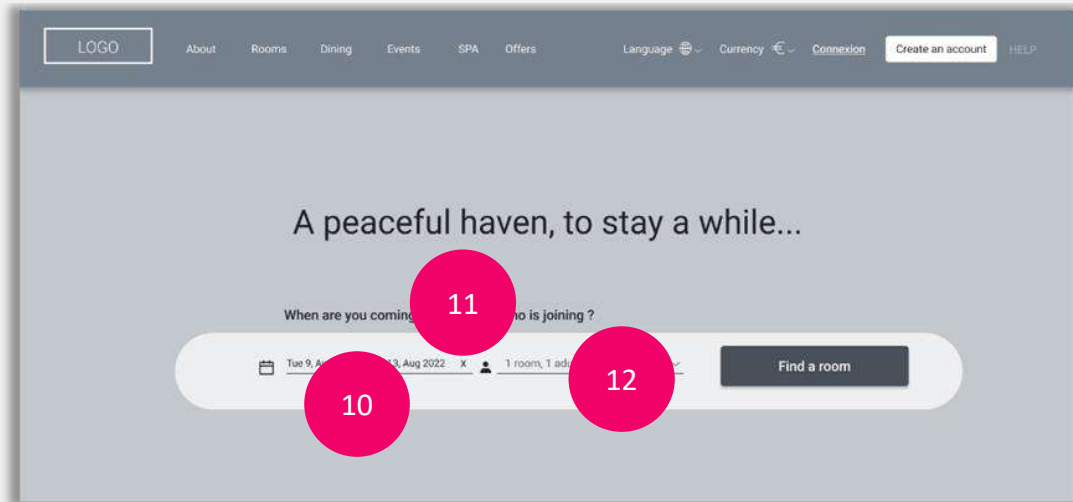 LOGO About Rooms Dining Events SPA Offers Language Currency € Connexion Create an account HELP
A peaceful haven, to stay a while...
11
When are you coming is joining ?
Tue 9, 13, Aug 2022 x 1 room, 1 Find a room
10
12